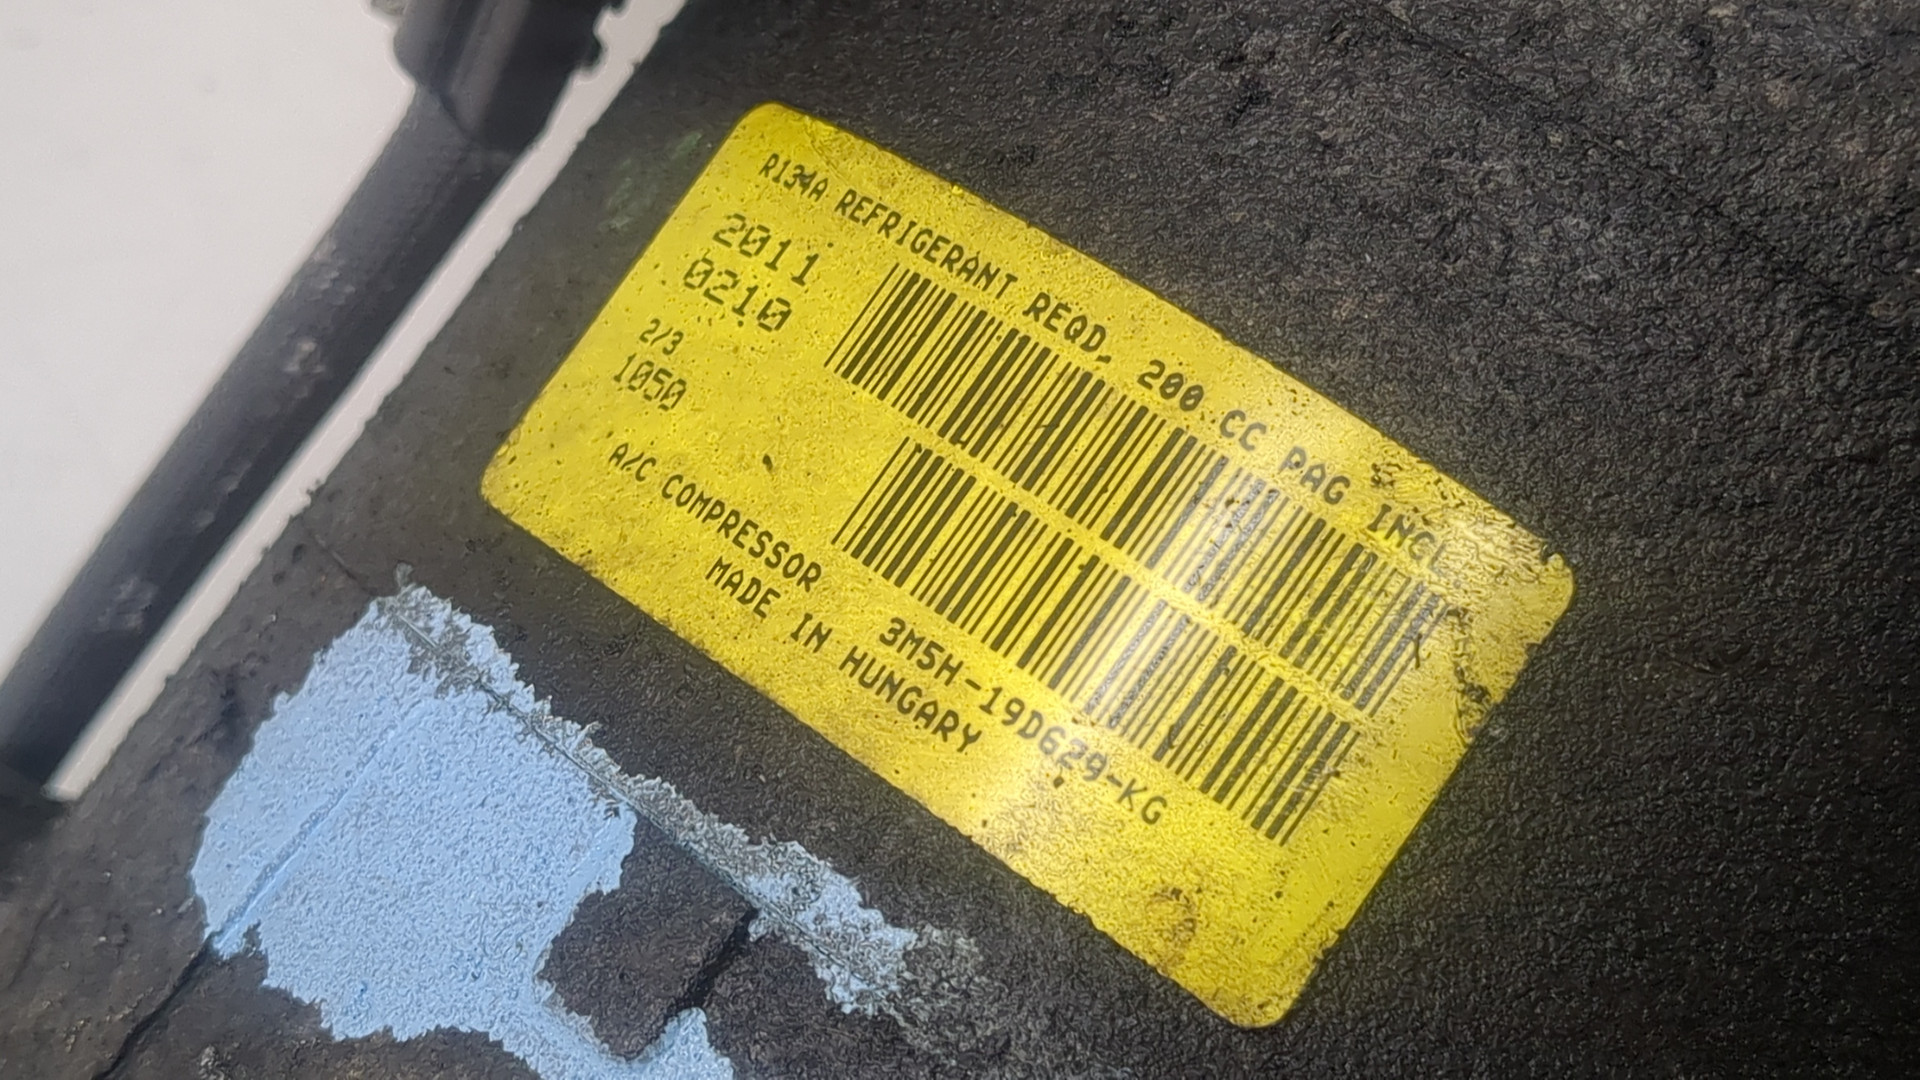 R134A REFRIGERANT REQD, 200 CC PAG INCL.
2011
0210
2/3
1050
A/C COMPRESSOR 3M5H-19D629-KG
MADE IN HUNGARY